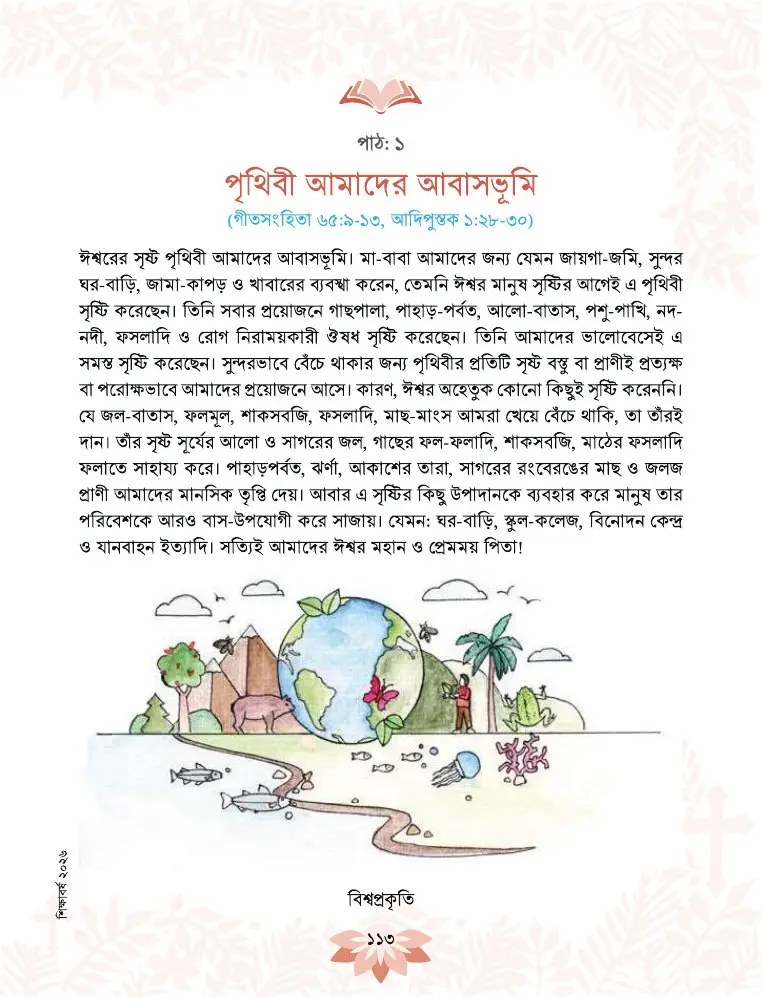 পাঠ: ১
পৃথিবী আমাদের আবাসভূমি
(গীতসংহিতা ৬৫:৯-১৩, আদিপুস্তক ১:২৮-৩০)
ঈশ্বরের সৃষ্ট পৃথিবী আমাদের আবাসভূমি। মা-বাবা আমাদের জন্য যেমন জায়গা-জমি, সুন্দর
ঘর-বাড়ি, জামা-কাপড় ও খাবারের ব্যবস্থা করেন, তেমনি ঈশ্বর মানুষ সৃষ্টির আগেই এ পৃথিবী
সৃষ্টি করেছেন। তিনি সবার প্রয়োজনে গাছপালা, পাহাড়-পর্বত, আলো-বাতাস, পশু-পাখি, নদ-
নদী, ফসলাদি ও রোগ নিরাময়কারী ঔষধ সৃষ্টি করেছেন। তিনি আমাদের ভালোবেসেই এ
সমস্ত সৃষ্টি করেছেন। সুন্দরভাবে বেঁচে থাকার জন্য পৃথিবীর প্রতিটি সৃষ্ট বস্তু বা প্রাণীই প্রত্যক্ষ
বা পরোক্ষভাবে আমাদের প্রয়োজনে আসে। কারণ, ঈশ্বর অহেতুক কোনো কিছুই সৃষ্টি করেননি।
যে জল-বাতাস, ফলমূল, শাকসবজি, ফসলাদি, মাছ-মাংস আমরা খেয়ে বেঁচে থাকি, তা তাঁরই
দান। তাঁর সৃষ্ট সূর্যের আলো ও সাগরের জল, গাছের ফল-ফলাদি, শাকসবজি, মাঠের ফসলাদি
ফলাতে সাহায্য করে। পাহাড়পর্বত, ঝর্ণা, আকাশের তারা, সাগরের রংবেরঙের মাছ ও জলজ
প্রাণী আমাদের মানসিক তৃপ্তি দেয়। আবার এ সৃষ্টির কিছু উপাদানকে ব্যবহার করে মানুষ তার
পরিবেশকে আরও বাস-উপযোগী করে সাজায়। যেমন: ঘর-বাড়ি, স্কুল-কলেজ, বিনোদন কেন্দ্র
ও যানবাহন ইত্যাদি। সত্যিই আমাদের ঈশ্বর মহান ও প্রেমময় পিতা!
শিক্ষাবর্ষ ২০২৬
বিশ্বপ্রকৃতি
১১৩